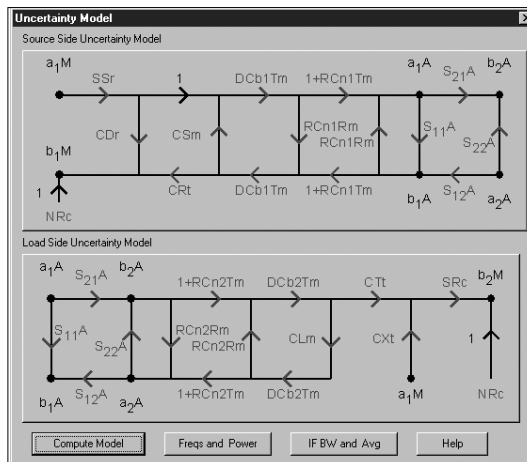 Uncertainty Model
Source Side Uncertainty Model
a1M SSr 1 DCb1Tm 1+RCn1Tm a1A S21A b2A
CDr CSm RCn1Rm RCn1Rm S11A S22A
b1M CRt DCb1Tm 1+RCn1Tm b1A S12A a2A
1
NRc
Load Side Uncertainty Model
a1A S21A b2A 1+RCn2Tm DCb2Tm CTt SRc b2M
S11A S22A RCn2Rm RCn2Rm CLm CXt 1
b1A S12A a2A 1+RCn2Tm DCb2Tm a1M NRc
Compute Model Freqs and Power IF BW and Avg Help